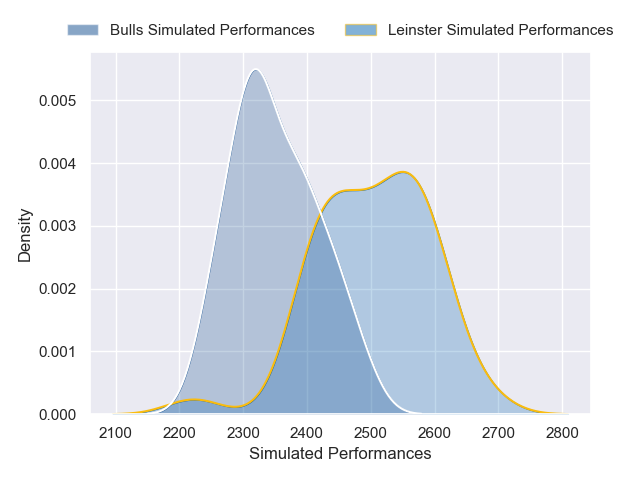 Bulls Simulated Performances
Leinster Simulated Performances
Density
0.005
0.004
0.003
0.002
0.001
0.000
2100 2200 2300 2400 2500 2600 2700 2800
Simulated Performances